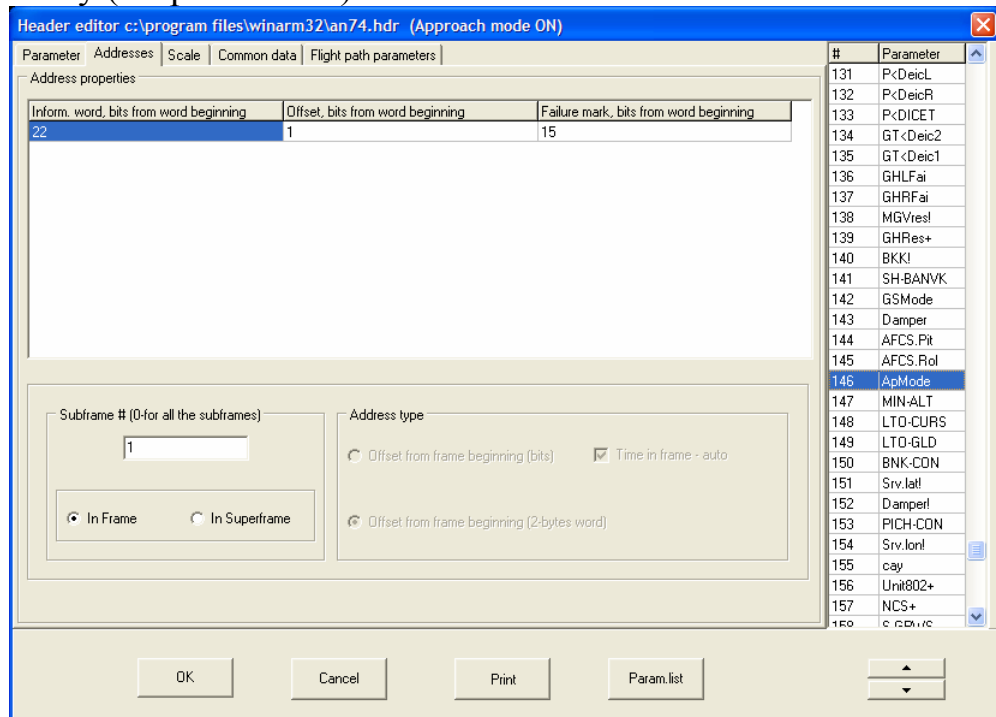 Header editor c:\program files\winarm32\an74.hdr (Approach mode ON)
Parameter Addresses Scale Common data Flight path parameters
Address properties
Inform. word, bits from word beginning Offset, bits from word beginning Failure mark, bits from word beginning
22 1 15
Subframe # (0-for all the subframes)
1
In Frame In Superframe
Address type
Offset from frame beginning (bits) Time in frame - auto
Offset from frame beginning (2-bytes word)
# Parameter
131 P<DeicL
132 P<DeicR
133 P<DICET
134 GT<Deic2
135 GT<Deic1
136 GHLFai
137 GHRFai
138 MGVres!
139 GHRes+
140 BKK!
141 SH-BANVK
142 GSMode
143 Damper
144 AFCS.Pit
145 AFCS.Rol
146 ApMode
147 MIN-ALT
148 LTO-CURS
149 LTO-GLD
150 BNK-CON
151 Srv.lat!
152 Damper!
153 PICH-CON
154 Srv.lon!
155 cay
156 Unit802+
157 NCS+
OK Cancel Print Param.list